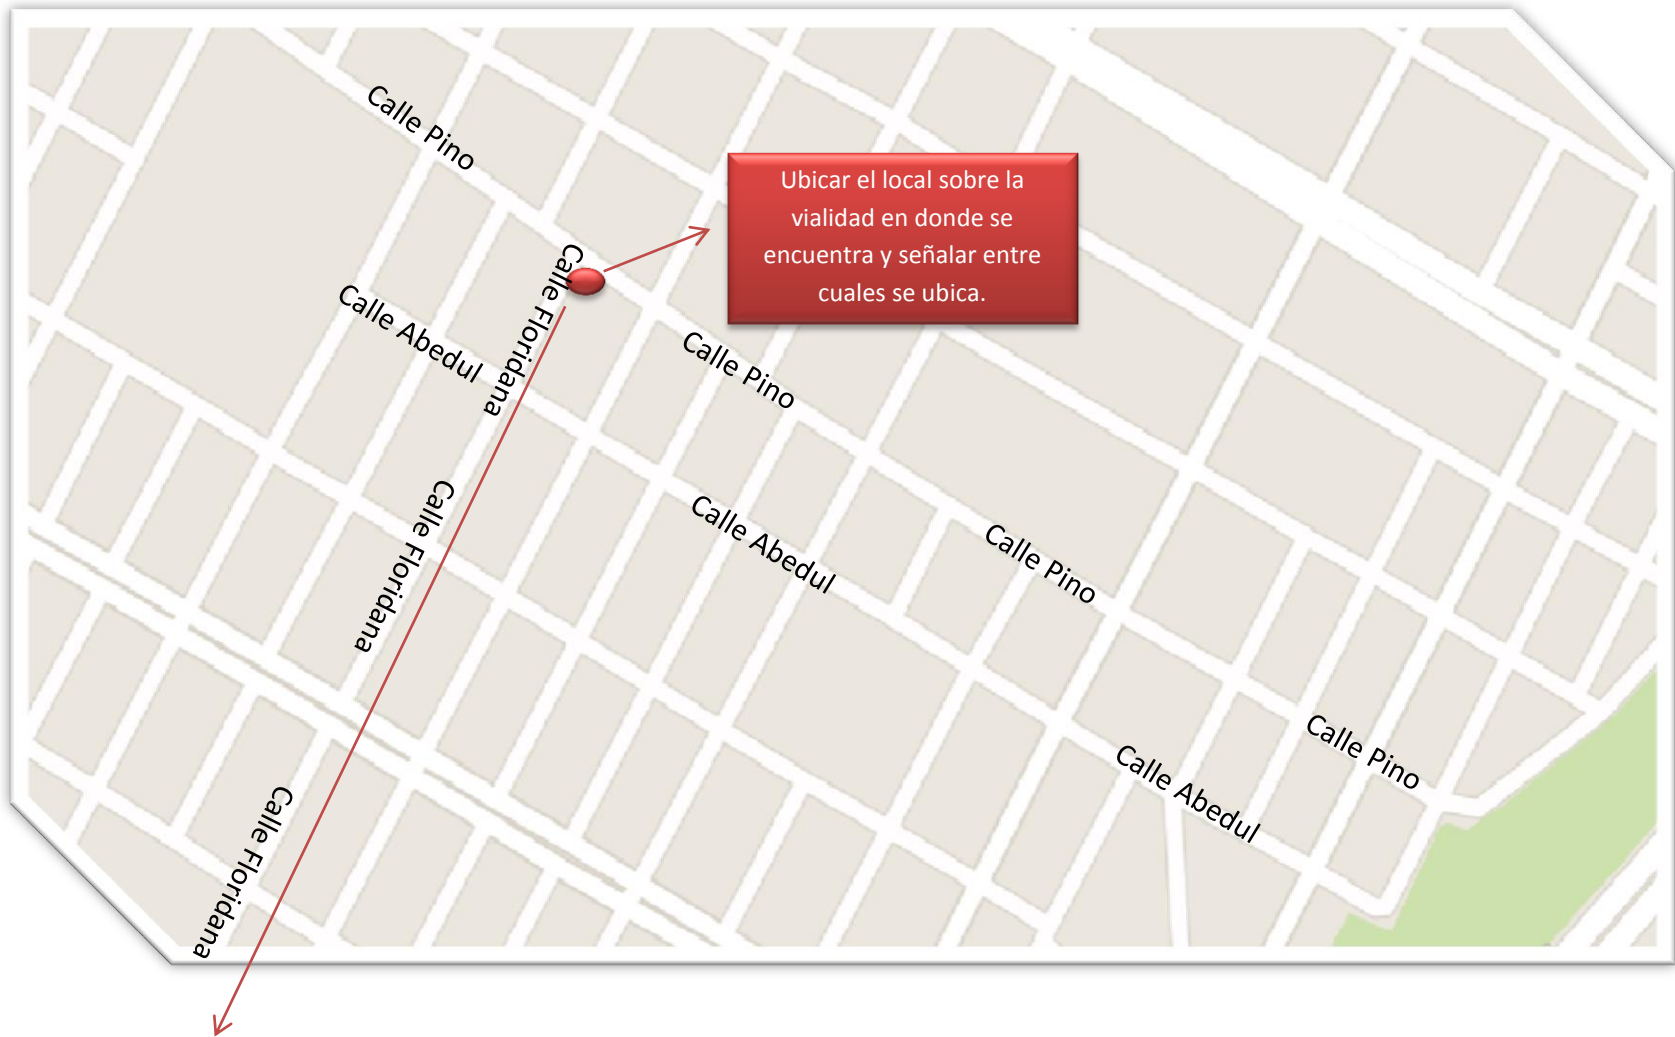 Calle Pino
Ubicar el local sobre la
vialidad en donde se
encuentra y señalar entre
cuales se ubica.
Calle Floridana
Calle Abedul
Calle Pino
Calle Floridana
Calle Abedul
Calle Pino
Calle Pino
Calle Abedul
Calle Floridana